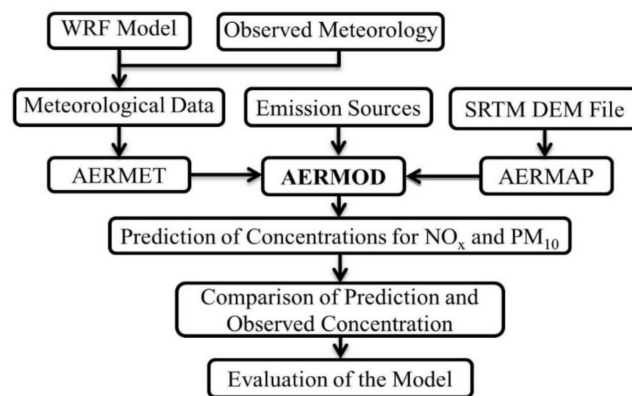 WRF Model
Observed Meteorology
Meteorological Data
Emission Sources
SRTM DEM File
AERMET
AERMOD
AERMAP
Prediction of Concentrations for NOₓ and PM₁₀
Comparison of Prediction and
Observed Concentration
Evaluation of the Model